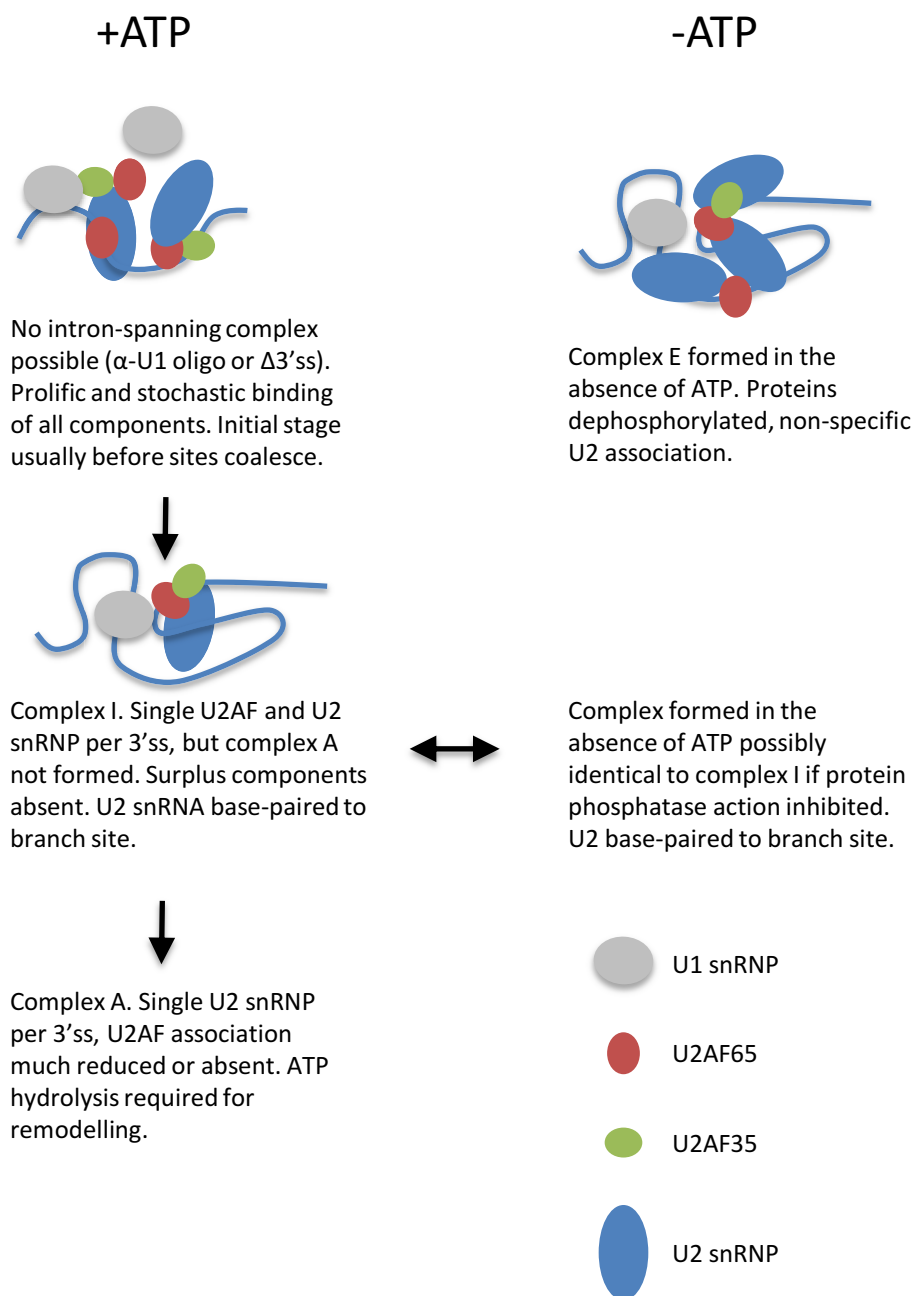 +ATP
-ATP
No intron-spanning complex
possible (α-U1 oligo or Δ3’ss).
Prolific and stochastic binding
of all components. Initial stage
usually before sites coalesce.
Complex E formed in the
absence of ATP. Proteins
dephosphorylated, non-specific
U2 association.
Complex I. Single U2AF and U2
snRNP per 3’ss, but complex A
not formed. Surplus components
absent. U2 snRNA base-paired to
branch site.
Complex formed in the
absence of ATP possibly
identical to complex I if protein
phosphatase action inhibited.
U2 base-paired to branch site.
Complex A. Single U2 snRNP
per 3’ss, U2AF association
much reduced or absent. ATP
hydrolysis required for
remodelling.
U1 snRNP
U2AF65
U2AF35
U2 snRNP